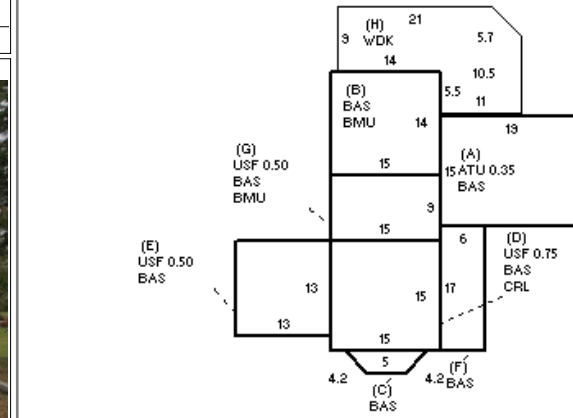 21
(H)
WDK
9
5.7
14
10.5
5.5
11
(B)
BAS
BMU
14
19
15
(G)
USF 0.50
BAS
BMU
(A)
15 ATU 0.35
BAS
9
15
6
(D)
USF 0.75
BAS
CRL
(E)
USF 0.50
BAS
13
15
17
13
15
5
4.2
4.2
(F)
BAS
(C)
BAS